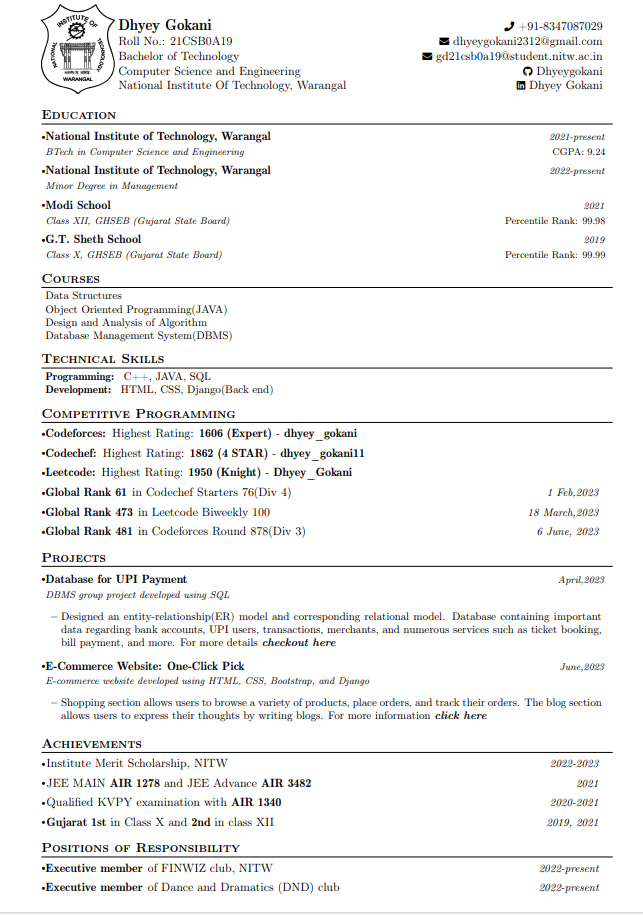 INSTITUTE OF TECHNOLOGY
NATIONAL
WARANGAL
Dhyey Gokani
Roll No.: 21CSB0A19
Bachelor of Technology
Computer Science and Engineering
National Institute Of Technology, Warangal
+91-8347087029
dhyeygokani2312@gmail.com
gd21csb0a19@student.nitw.ac.in
Dhyeygokani
Dhyey Gokani
Education
•National Institute of Technology, Warangal 2021-present
BTech in Computer Science and Engineering CGPA: 9.24
•National Institute of Technology, Warangal 2022-present
Minor Degree in Management
•Modi School 2021
Class XII, GHSEB (Gujarat State Board) Percentile Rank: 99.98
•G.T. Sheth School 2019
Class X, GHSEB (Gujarat State Board) Percentile Rank: 99.99
Courses
Data Structures
Object Oriented Programming(JAVA)
Design and Analysis of Algorithm
Database Management System(DBMS)
Technical Skills
Programming: C++, JAVA, SQL
Development: HTML, CSS, Django(Back end)
Competitive Programming
•Codeforces: Highest Rating: 1606 (Expert) - dhyey_gokani
•Codechef: Highest Rating: 1862 (4 STAR) - dhyey_gokani11
•Leetcode: Highest Rating: 1950 (Knight) - Dhyey_Gokani
•Global Rank 61 in Codechef Starters 76(Div 4) 1 Feb,2023
•Global Rank 473 in Leetcode Biweekly 100 18 March,2023
•Global Rank 481 in Codeforces Round 878(Div 3) 6 June, 2023
Projects
•Database for UPI Payment April,2023
DBMS group project developed using SQL
– Designed an entity-relationship(ER) model and corresponding relational model. Database containing important
data regarding bank accounts, UPI users, transactions, merchants, and numerous services such as ticket booking,
bill payment, and more. For more details checkout here
•E-Commerce Website: One-Click Pick June,2023
E-commerce website developed using HTML, CSS, Bootstrap, and Django
– Shopping section allows users to browse a variety of products, place orders, and track their orders. The blog section
allows users to express their thoughts by writing blogs. For more information click here
Achievements
•Institute Merit Scholarship, NITW 2022-2023
•JEE MAIN AIR 1278 and JEE Advance AIR 3482 2021
•Qualified KVPY examination with AIR 1340 2020-2021
•Gujarat 1st in Class X and 2nd in class XII 2019, 2021
Positions of Responsibility
•Executive member of FINWIZ club, NITW 2022-present
•Executive member of Dance and Dramatics (DND) club 2022-present